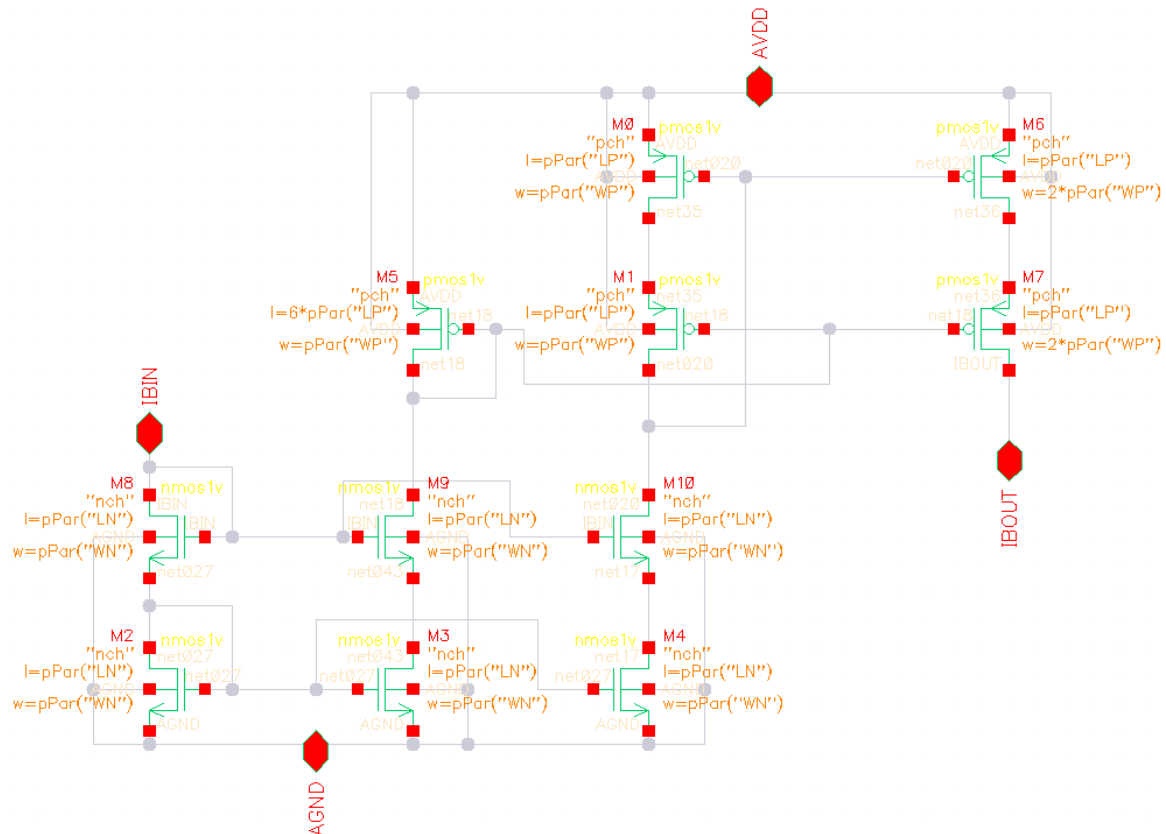 AVDD
M0
pmos1v
"pch"
AVDD
l=pPar("LP")
net020
AVDD
w=pPar("WP")
net35
pmos1v
M6
AVDD
"pch"
net020
l=pPar("LP")
AVDD
w=2*pPar("WP")
net36
M5
pmos1v
"pch"
AVDD
l=6*pPar("LP")
net18
AVDD
w=pPar("WP")
net18
M1
pmos1v
"pch"
net35
l=pPar("LP")
net18
AVDD
w=pPar("WP")
net020
pmos1v
M7
net36
"pch"
net18
l=pPar("LP")
AVDD
w=2*pPar("WP")
IBOUT
IBIN
IBOUT
M8
nmos1v
"nch"
IBIN
l=pPar("LN")
IBIN
AGND
w=pPar("WN")
net027
nmos1v
M9
net18
"nch"
IBIN
l=pPar("LN")
AGND
w=pPar("WN")
net043
nmos1v
M10
net020
"nch"
IBIN
l=pPar("LN")
AGND
w=pPar("WN")
net17
M2
nmos1v
"nch"
net027
l=pPar("LN")
net027
AGND
w=pPar("WN")
AGND
nmos1v
M3
net043
"nch"
net027
l=pPar("LN")
AGND
w=pPar("WN")
AGND
nmos1v
M4
net17
"nch"
net027
l=pPar("LN")
AGND
w=pPar("WN")
AGND
AGND